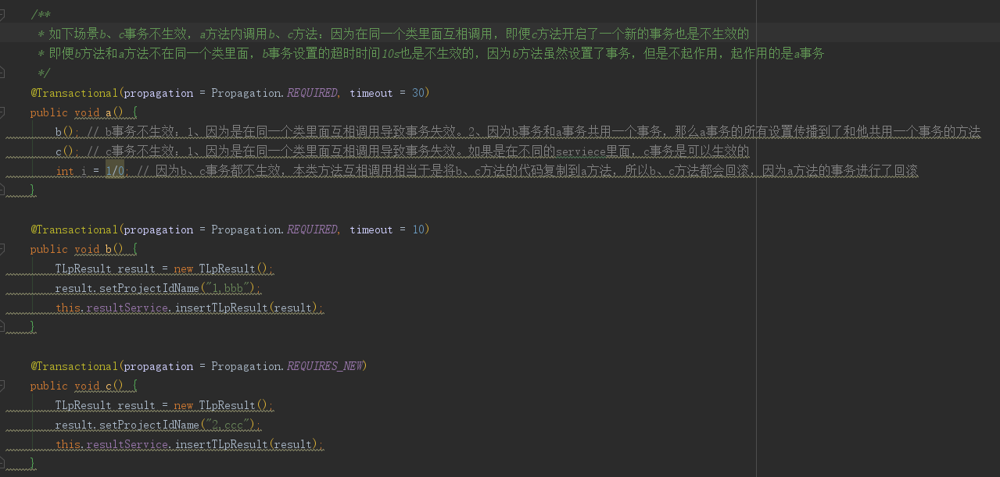 /**
* 如下场景b、c事务不生效，a方法内调用b、c方法：因为在同一个类里面互相调用，即便c方法开启了一个新的事务也是不生效的
* 即便b方法和a方法不在同一个类里面，b事务设置的超时时间10s也是不生效的，因为b方法虽然设置了事务，但是不起作用，起作用的是a事务
*/
@Transactional(propagation = Propagation.REQUIRED, timeout = 30)
public void a() {
b(); // b事务不生效：1、因为是在同一个类里面互相调用导致事务失效。2、因为b事务和a事务共用一个事务，那么a事务的所有设置传播到了和他共用一个事务的方法
c(); // c事务不生效：1、因为是在同一个类里面互相调用导致事务失效。如果是在不同的serviece里面，c事务是可以生效的
int i = 1/0; // 因为b、c事务都不生效，本类方法互相调用相当于是将b、c方法的代码复制到a方法，所以b、c方法都会回滚，因为a方法的事务进行了回滚
}
@Transactional(propagation = Propagation.REQUIRED, timeout = 10)
public void b() {
TLpResult result = new TLpResult();
result.setProjectIdName("1,bbb");
this.resultService.insertTLpResult(result);
}
@Transactional(propagation = Propagation.REQUIRES_NEW)
public void c() {
TLpResult result = new TLpResult();
result.setProjectIdName("2,ccc");
this.resultService.insertTLpResult(result);
}